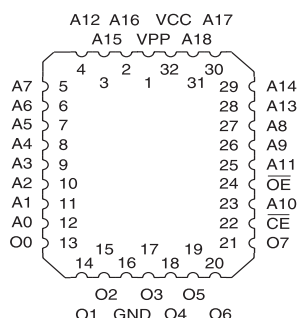 A12 A16 VCC A17
A15 VPP A18
4 2 32 30
3 1 31
A7 5 29 A14
A6 6 28 A13
A5 7 27 A8
A4 8 26 A9
A3 9 25 A11
A2 10 24 O̅E̅
A1 11 23 A10
A0 12 22 C̅E̅
O0 13 21 O7
15 17 19
14 16 18 20
O2 O3 O5
O1 GND O4 O6